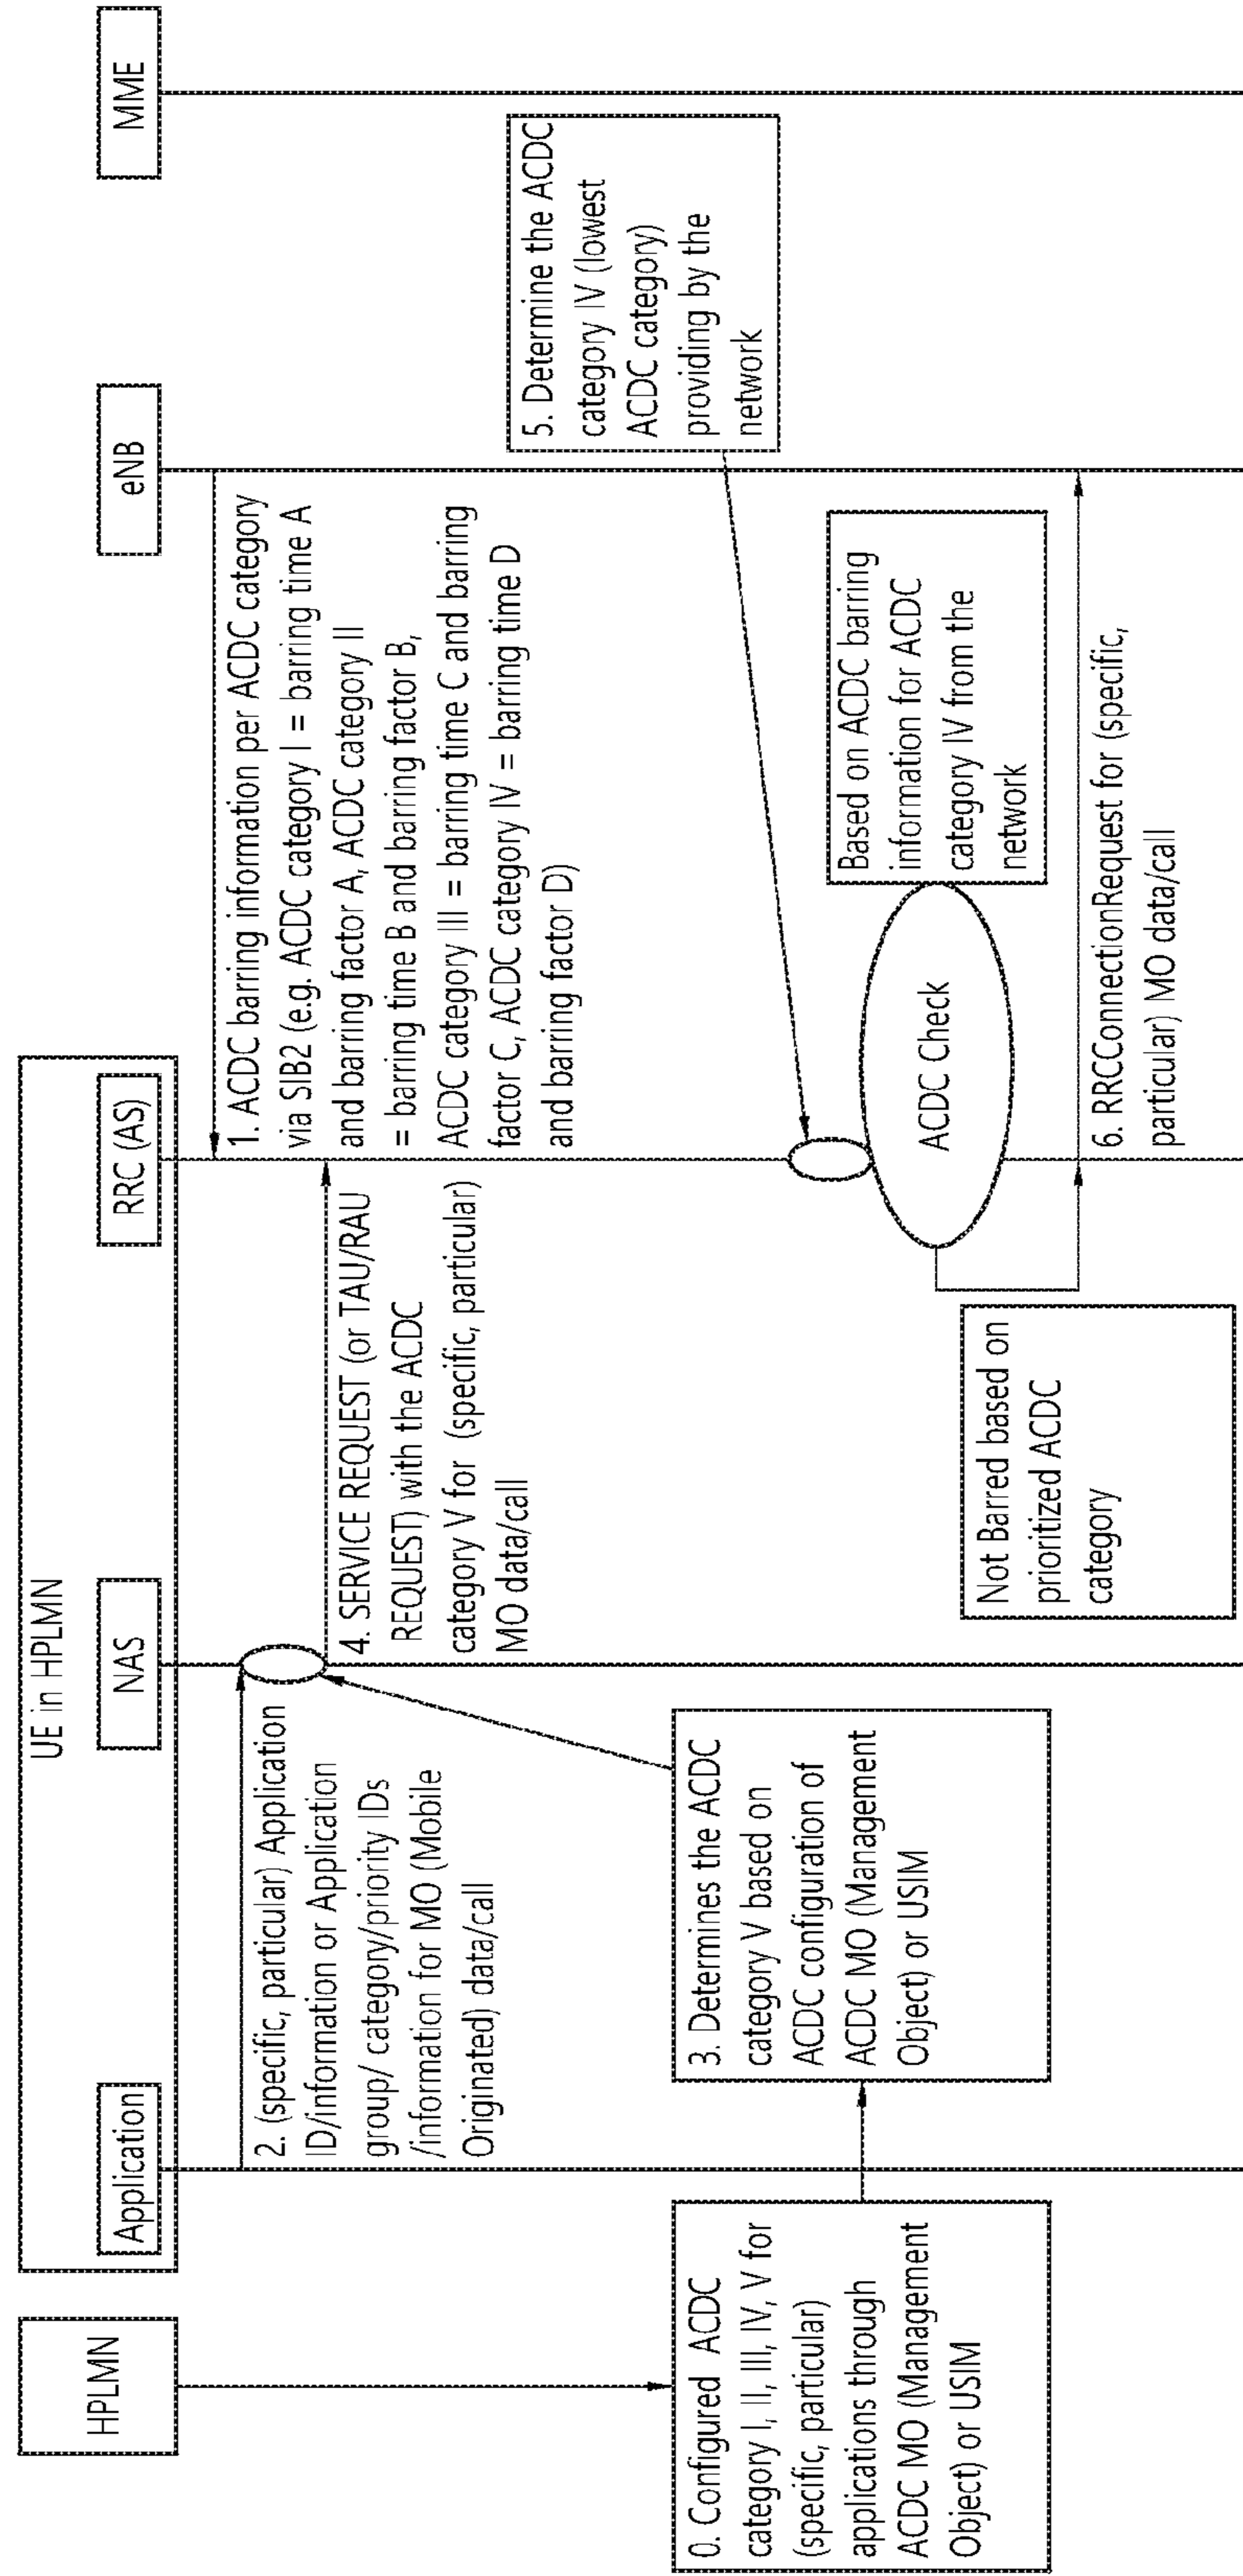 HPLMN
UE in HPLMN
Application
NAS
RRC (AS)
eNB
MME
0. Configured ACDC
category I, II, III, IV, V for
(specific, particular)
applications through
ACDC MO (Management
Object) or USIM
1. ACDC barring information per ACDC category
via SIB2 (e.g. ACDC category I = barring time A
and barring factor A, ACDC category II
= barring time B and barring factor B,
ACDC category III = barring time C and barring
factor C, ACDC category IV = barring time D
and barring factor D)
2. (specific, particular) Application
ID/information or Application
group/ category/priority IDs
/information for MO (Mobile
Originated) data/call
3. Determines the ACDC
category V based on
ACDC configuration of
ACDC MO (Management
Object) or USIM
4. SERVICE REQUEST (or TAU/RAU
REQUEST) with the ACDC
category V for (specific, particular)
MO data/call
5. Determine the ACDC
category IV (lowest
ACDC category)
providing by the
network
ACDC Check
Based on ACDC barring
information for ACDC
category IV from the
network
Not Barred based on
prioritized ACDC
category
6. RRCConnectionRequest for (specific,
particular) MO data/call